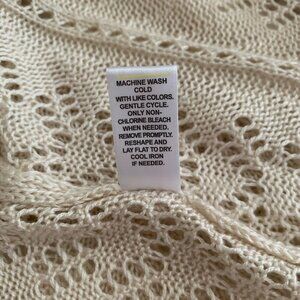 MACHINE WASH
COLD
WITH LIKE COLORS.
GENTLE CYCLE.
ONLY NON-
CHLORINE BLEACH
WHEN NEEDED.
REMOVE PROMPTLY.
RESHAPE AND
LAY FLAT TO DRY.
COOL IRON
IF NEEDED.